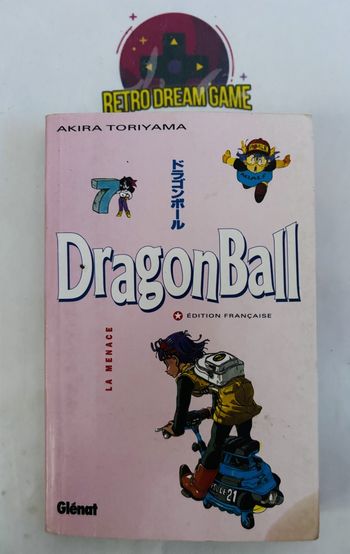 RETRO DREAM GAME
AKIRA TORIYAMA
7
ドラゴンボール
DragonBall
ÉDITION FRANÇAISE
LA MENACE
21
Glénat